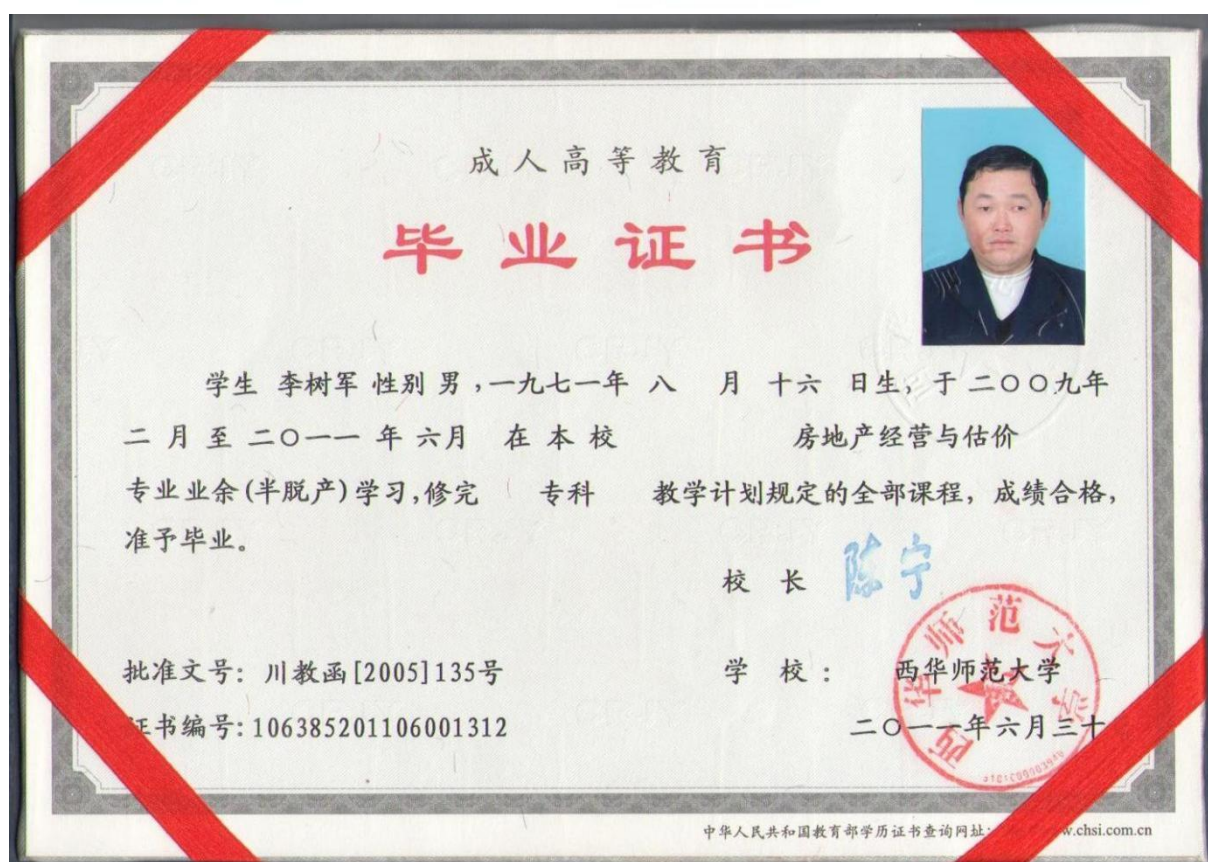 成人高等教育
毕业证书
学生 李树军 性别 男 ,一九七一年 八 月 十六 日生, 于 二〇〇九年
二 月 至 二〇一一 年 六月 在 本 校 房地产经营与估价
专业业余(半脱产)学习,修完 专科 教学计划规定的全部课程, 成绩合格,
准予毕业。
校 长 陈宁
批准文号: 川教函[2005]135号
学 校 : 西华师范大学
书编号: 106385201106001312
二〇一一年六月三十
西华师范大学
中华人民共和国教育部学历证书查询网址: w.chsi.com.cn